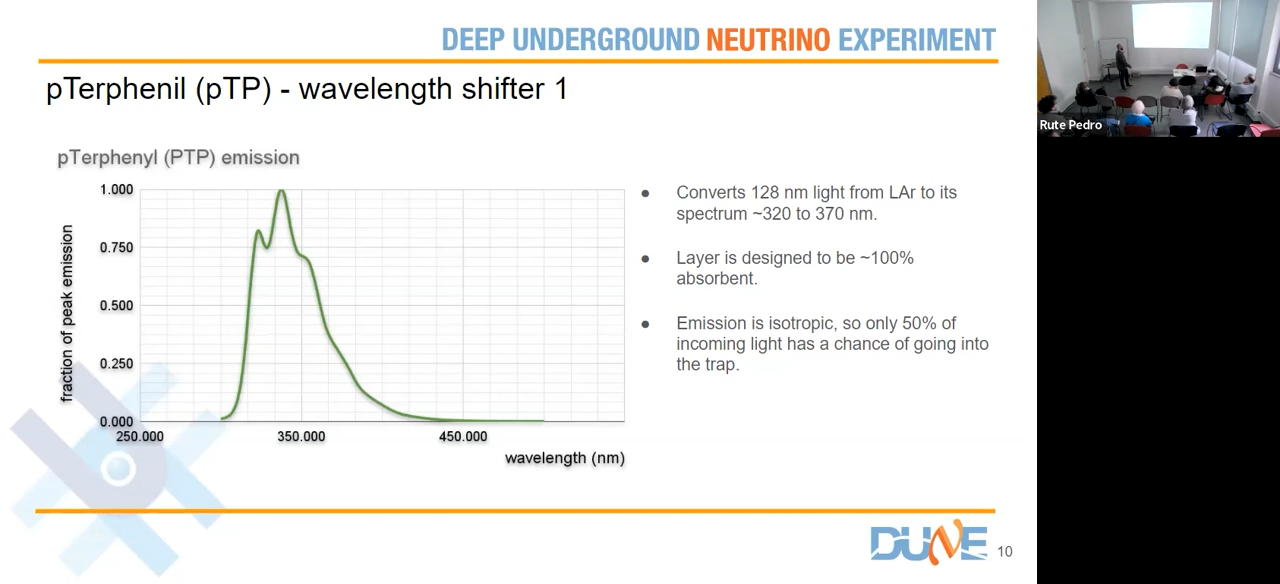 DEEP UNDERGROUND NEUTRINO EXPERIMENT
pTerphenil (pTP) - wavelength shifter 1
pTerphenyl (PTP) emission
fraction of peak emission
1.000
0.750
0.500
0.250
0.000
250.000 350.000 450.000
wavelength (nm)
● Converts 128 nm light from LAr to its
spectrum ~320 to 370 nm.
● Layer is designed to be ~100%
absorbent.
● Emission is isotropic, so only 50% of
incoming light has a chance of going into
the trap.
DUNE
10
Rute Pedro